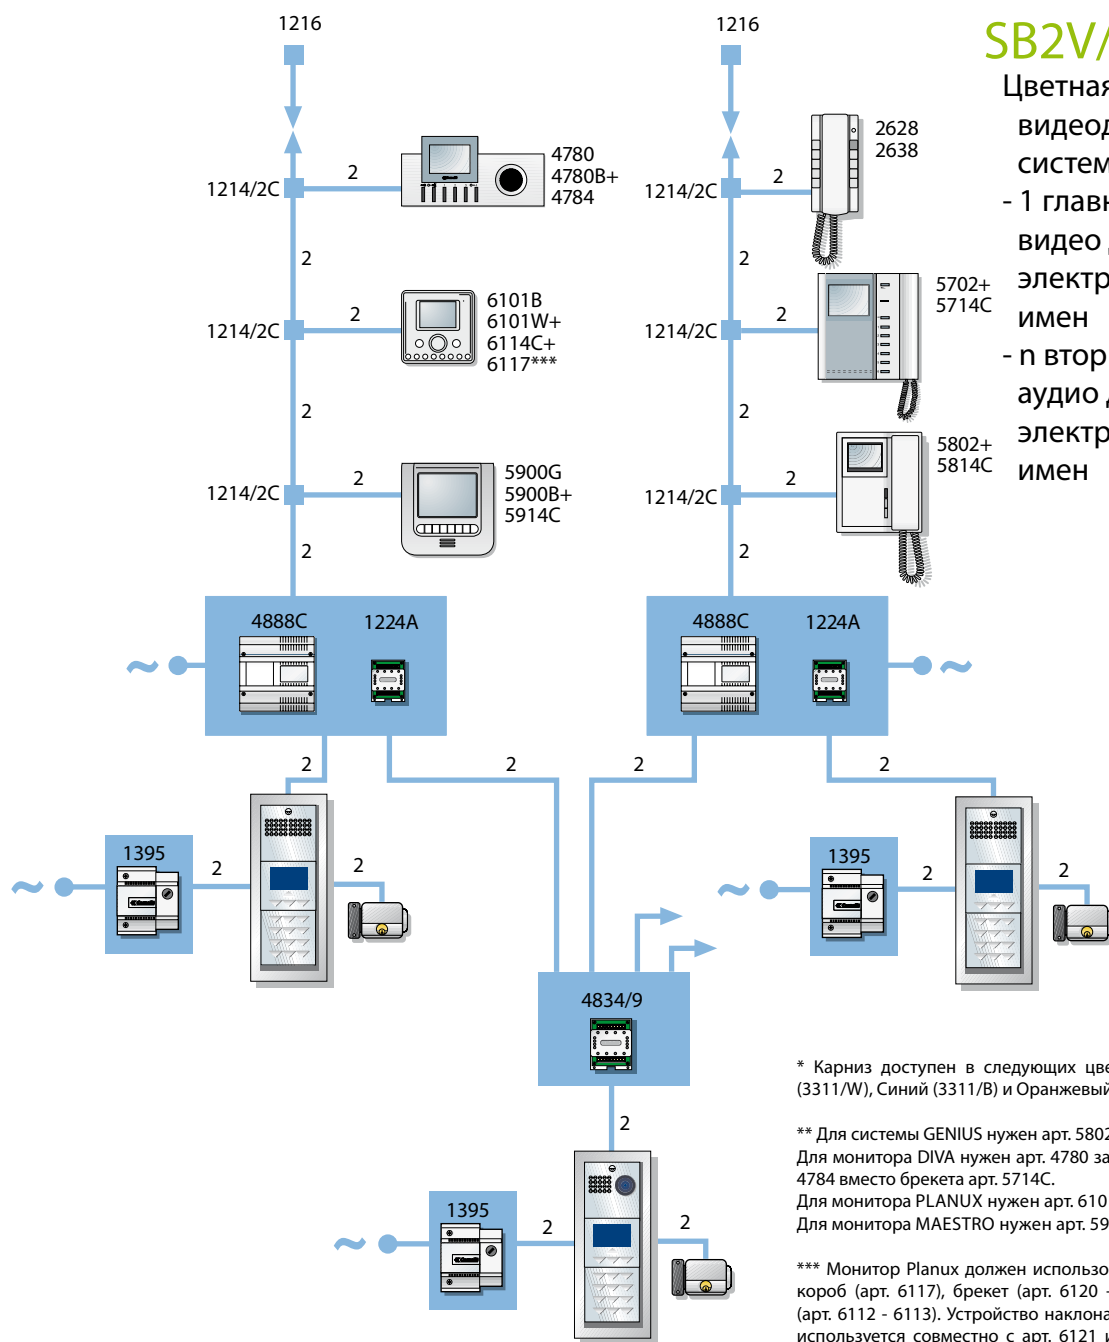 1216
1216
SB2V/
Цветная
видеод
систем
- 1 главн
видео д
электр
имен
- n втор
аудио д
электр
имен
1214/2C
2
4780
4780B+
4784
1214/2C
2
2628
2638
2
2
1214/2C
2
6101B
6101W+
6114C+
6117***
1214/2C
2
5702+
5714C
2
2
1214/2C
2
5900G
5900B+
5914C
1214/2C
2
5802+
5814C
2
2
4888C
1224A
4888C
1224A
2
2
2
2
1395
2
2
1395
2
2
4834/9
2
1395
2
2
* Карниз доступен в следующих цве
(3311/W), Синий (3311/B) и Оранжевый
** Для системы GENIUS нужен арт. 5802
Для монитора DIVA нужен арт. 4780 за
4784 вместо брекета арт. 5714C.
Для монитора PLANUX нужен арт. 610
Для монитора MAESTRO нужен арт. 59
*** Монитор Planux должен использо
короб (арт. 6117), брекет (арт. 6120 -
(арт. 6112 - 6113). Устройство наклона
используется совместно с арт. 6121 и